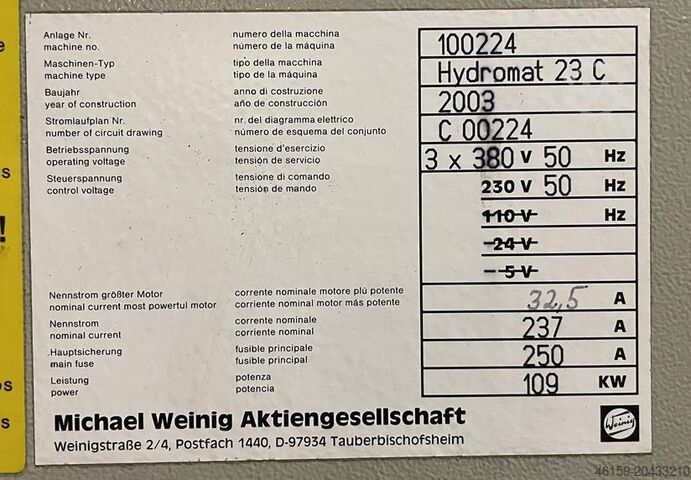 Anlage Nr. numero della macchina 100224
machine no. número de la máquina
Maschinen-Typ tipo della macchina Hydromat 23 C
machine type tipo de la máquina
Baujahr anno di costruzione 2003
year of construction año de construcción
Stromlaufplan Nr. nr. del diagramma elettrico C 00224
number of circuit drawing número de esquema del conjunto
Betriebsspannung tensione d'esercizio 3 x 380 V 50 Hz
operating voltage tensión de servicio
Steuerspannung tensione di comando 230 V 50 Hz
control voltage tensión de mando
110 V Hz
24 V
5 V
Nennstrom größter Motor corrente nominale motore plú potente 32,5 A
nominal current most powertul motor corriente nominal motor más potente
Nennstrom corrente nominale 237 A
nominal current corriente nominal
Hauptsicherung fusible principale 250 A
main fuse fusible principal
Leistung potenza 109 KW
power potencia
Michael Weinig Aktiengesellschaft
Weinigstraße 2/4, Postfach 1440, D-97934 Tauberbischofsheim
Weinig
46159-20433210